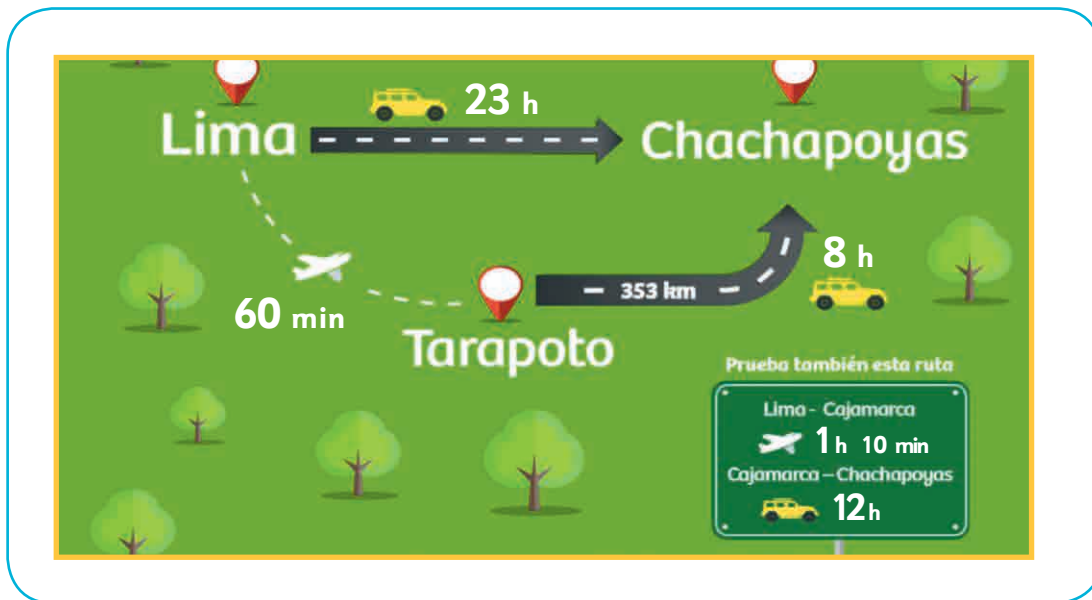 23 h
Lima
Chachapoyas
8 h
353 km
60 min
Tarapoto
Prueba también esta ruta
Lima - Cajamarca
1 h 10 min
Cajamarca – Chachapoyas
12 h